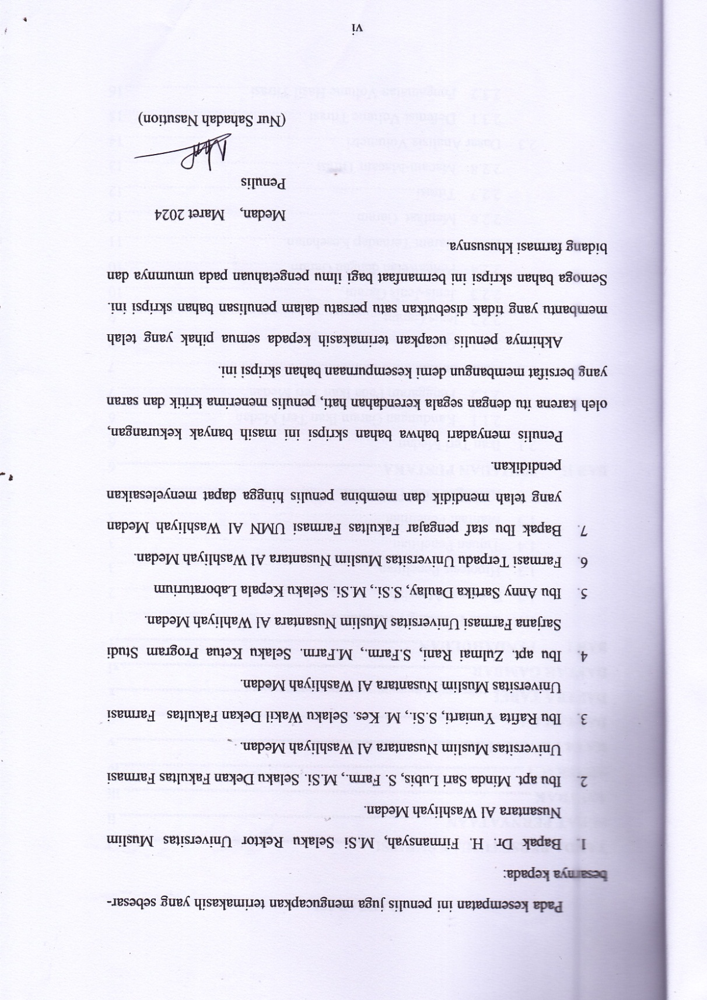 Pada kesempatan ini penulis juga mengucapkan terimakasih yang sebesar-
besarnya kepada:
1. Bapak Dr. H. Firmansyah, M.Si Selaku Rektor Universitas Muslim
Nusantara Al Washliyah Medan.
2. Ibu apt. Minda Sari Lubis, S. Farm., M.Si. Selaku Dekan Fakultas Farmasi
Universitas Muslim Nusantara Al Washliyah Medan.
3. Ibu Rafita Yuniarti, S.Si., M. Kes. Selaku Wakil Dekan Fakultas Farmasi
Universitas Muslim Nusantara Al Washliyah Medan.
4. Ibu apt. Zulmai Rani, S.Farm., M.Farm. Selaku Ketua Program Studi
Sarjana Farmasi Universitas Muslim Nusantara Al Wahliyah Medan.
5. Ibu Anny Sartika Daulay, S.Si., M.Si. Selaku Kepala Laboraturium
6. Farmasi Terpadu Universitas Muslim Nusantara Al Washliyah Medan.
7. Bapak Ibu staf pengajar Fakultas Farmasi UMN Al Washliyah Medan
yang telah mendidik dan membina penulis hingga dapat menyelesaikan
pendidikan.
Penulis menyadari bahwa bahan skripsi ini masih banyak kekurangan,
oleh karena itu dengan segala kerendahan hati, penulis menerima kritik dan saran
yang bersifat membangun demi kesempurnaan bahan skripsi ini.
Akhirnya penulis ucapkan terimakasih kepada semua pihak yang telah
membantu yang tidak disebutkan satu persatu dalam penulisan bahan skripsi ini.
Semoga bahan skripsi ini bermanfaat bagi ilmu pengetahuan pada umumnya dan
bidang farmasi khususnya.
Medan, Maret 2024
Penulis
(Nur Sahadah Nasution)
vi